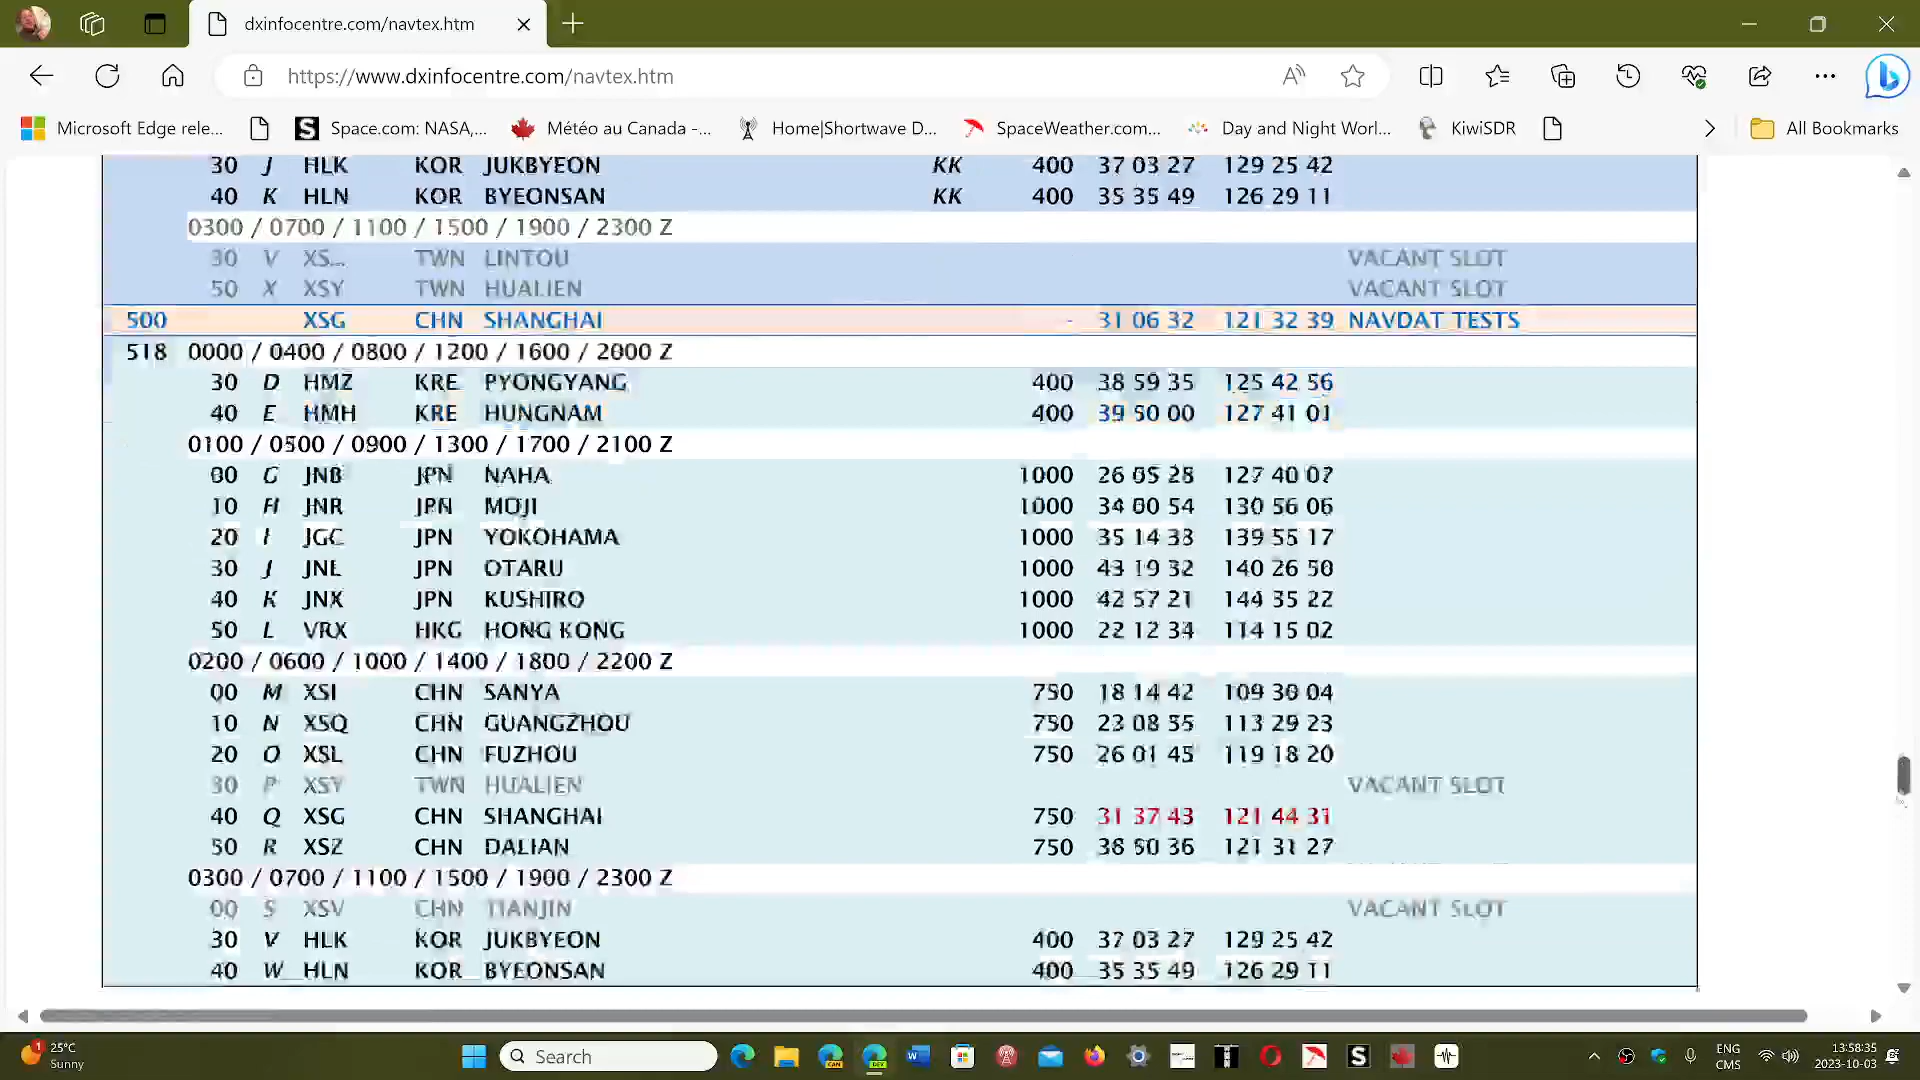 dxinfocentre.com/navtex.htm
https://www.dxinfocentre.com/navtex.htm
Microsoft Edge rele... Space.com: NASA,... Météo au Canada -... Home|Shortwave D... SpaceWeather.com... Day and Night Worl... KiwiSDR All Bookmarks
30 J HLK KOR JUKBYEON KK 400 37 03 27 129 25 42
40 K HLN KOR BYEONSAN KK 400 35 35 49 126 29 11
0300 / 0700 / 1100 / 1500 / 1900 / 2300 Z
30 V XS... TWN LINTOU VACANT SLOT
50 X XSY TWN HUALIEN VACANT SLOT
500 XSG CHN SHANGHAI - 31 06 32 121 32 39 NAVDAT TESTS
518 0000 / 0400 / 0800 / 1200 / 1600 / 2000 Z
30 D HMZ KRE PYONGYANG 400 38 59 35 125 42 56
40 E HMH KRE HUNGNAM 400 39 50 00 127 41 01
0100 / 0500 / 0900 / 1300 / 1700 / 2100 Z
00 G JNB JPN NAHA 1000 26 05 25 127 40 07
10 H JNR JPN MOJI 1000 34 00 54 130 56 06
20 I JGC JPN YOKOHAMA 1000 35 14 33 139 55 17
30 J JNL JPN OTARU 1000 43 19 32 140 26 50
40 K JNX JPN KUSHIRO 1000 42 57 21 144 35 22
50 L VRX HKG HONG KONG 1000 22 12 34 114 15 02
0200 / 0600 / 1000 / 1400 / 1800 / 2200 Z
00 M XSI CHN SANYA 750 18 14 42 109 30 04
10 N XSQ CHN GUANGZHOU 750 23 08 55 113 29 23
20 O XSL CHN FUZHOU 750 26 01 45 119 18 20
30 P XSY TWN HUALIEN VACANT SLOT
40 Q XSG CHN SHANGHAI 750 31 37 43 121 44 31
50 R XSZ CHN DALIAN 750 38 50 36 121 31 27
0300 / 0700 / 1100 / 1500 / 1900 / 2300 Z
00 S XSV CHN TIANJIN VACANT SLOT
30 V HLK KOR JUKBYEON 400 37 03 27 129 25 42
40 W HLN KOR BYEONSAN 400 35 35 49 126 29 11
1 25°C ENG 13:58:35
Sunny Search CMS 2023-10-03